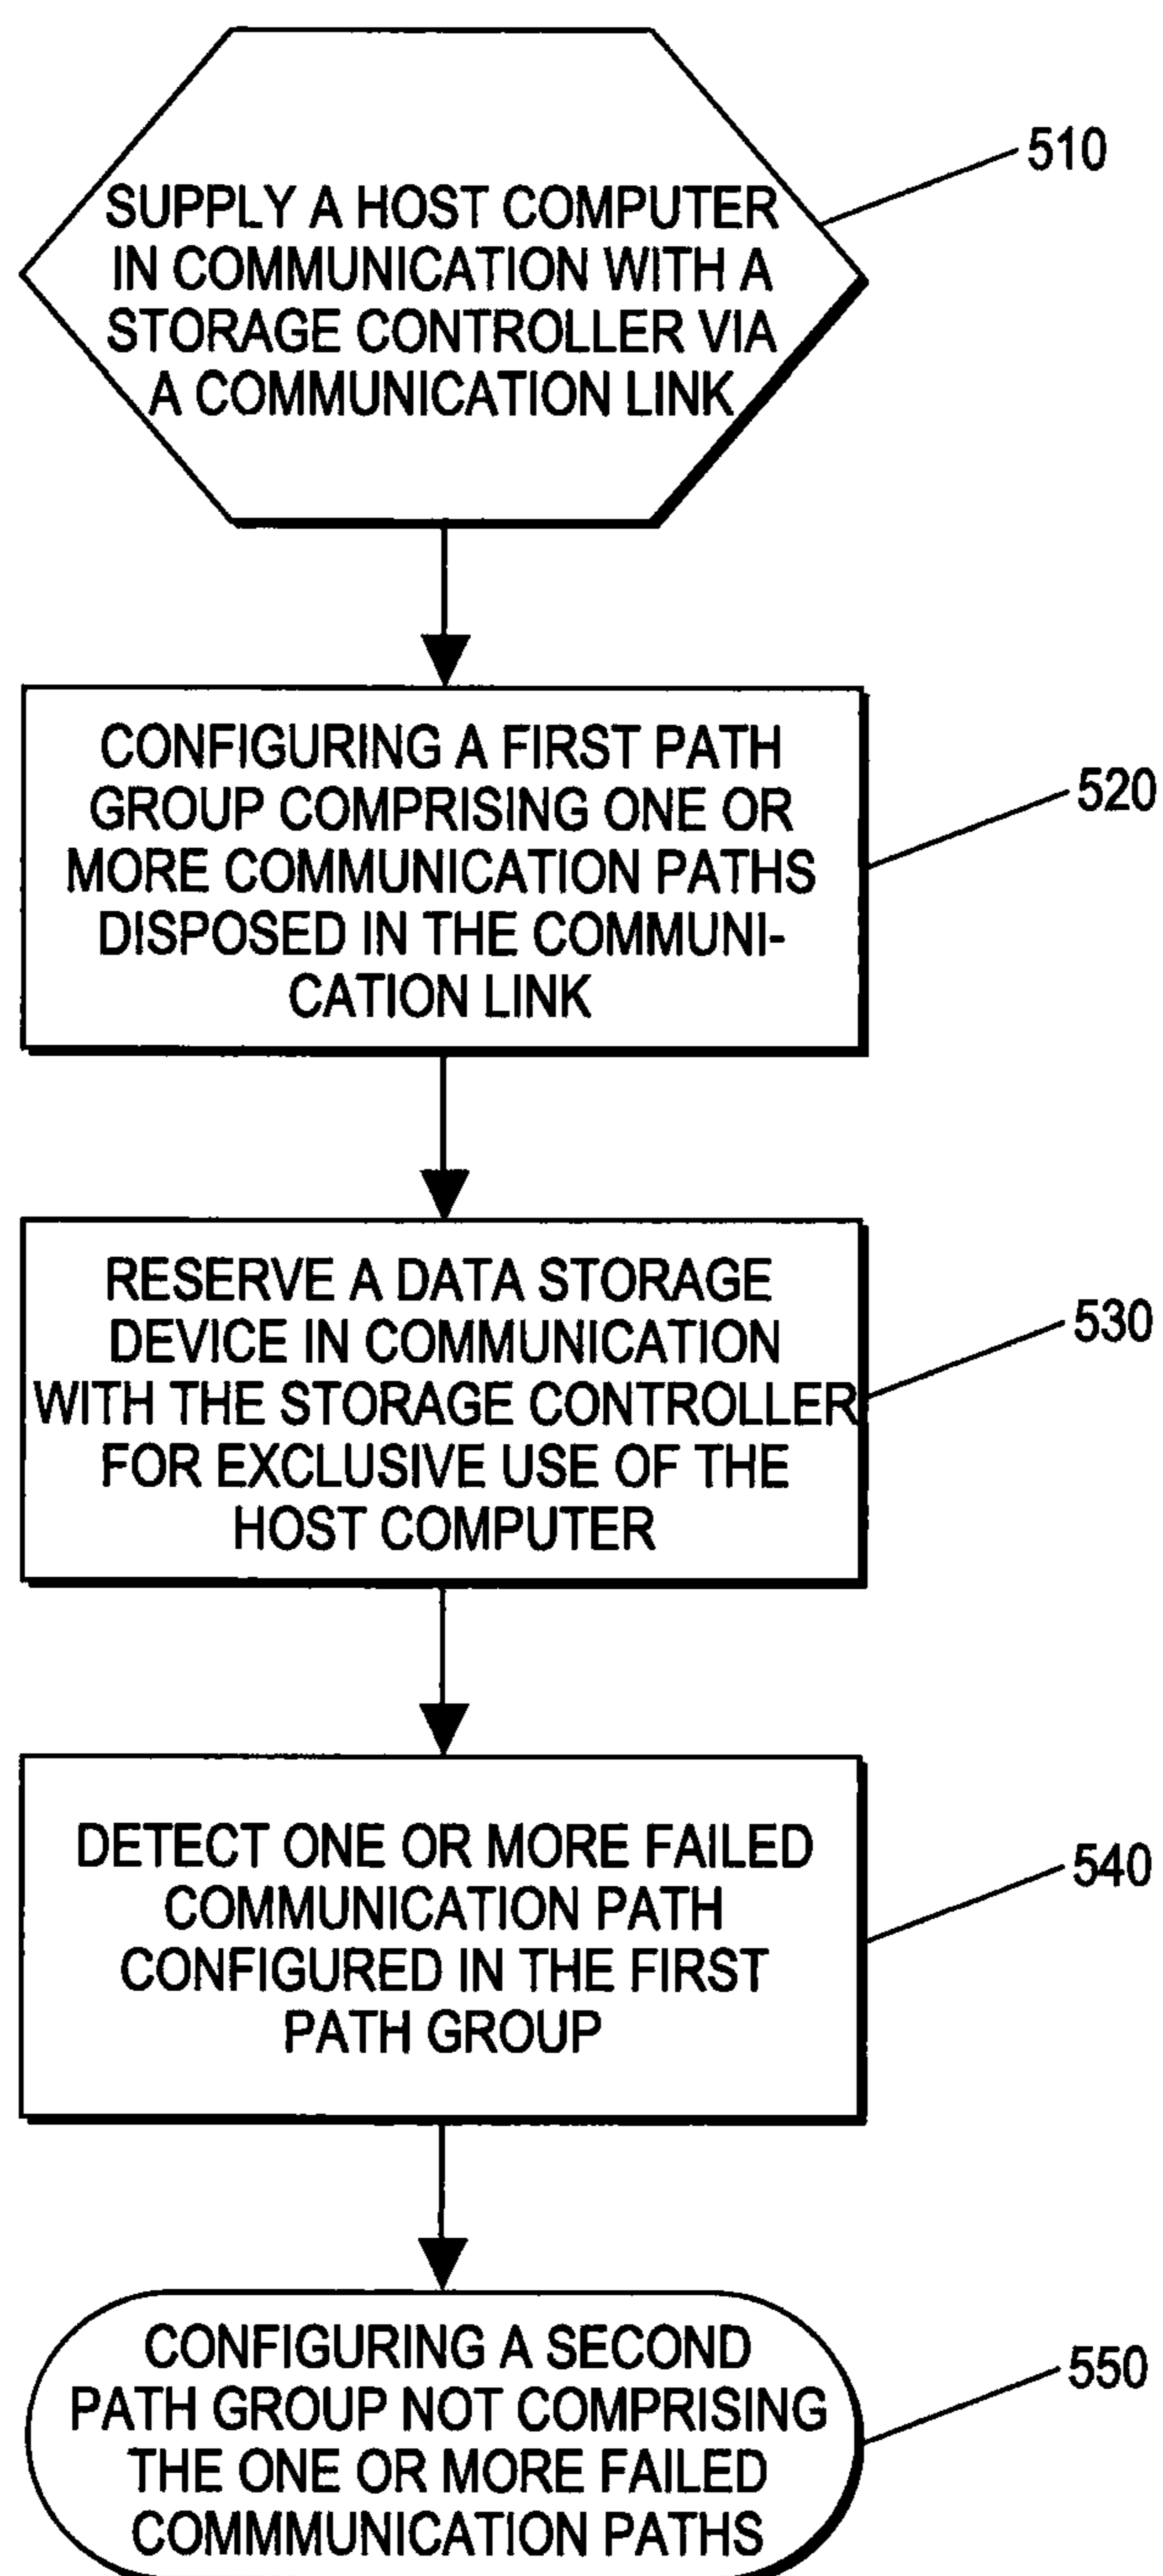 SUPPLY A HOST COMPUTER
IN COMMUNICATION WITH A
STORAGE CONTROLLER VIA
A COMMUNICATION LINK
510
CONFIGURING A FIRST PATH
GROUP COMPRISING ONE OR
MORE COMMUNICATION PATHS
DISPOSED IN THE COMMUNI-
CATION LINK
520
RESERVE A DATA STORAGE
DEVICE IN COMMUNICATION
WITH THE STORAGE CONTROLLER
FOR EXCLUSIVE USE OF THE
HOST COMPUTER
530
DETECT ONE OR MORE FAILED
COMMUNICATION PATH
CONFIGURED IN THE FIRST
PATH GROUP
540
CONFIGURING A SECOND
PATH GROUP NOT COMPRISING
THE ONE OR MORE FAILED
COMMMUNICATION PATHS
550